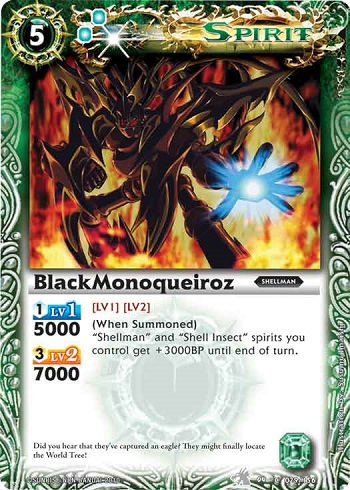 5
SPIRIT
BlackMonoqueiroz
SHELLMAN
1 LV1
5000
3 LV2
7000
[LV1] [LV2]
(When Summoned)
"Shellman" and "Shell Insect" spirits you
control get +3000BP until end of turn.
Did you hear that they've captured an eagle? They might finally locate
the World Tree!